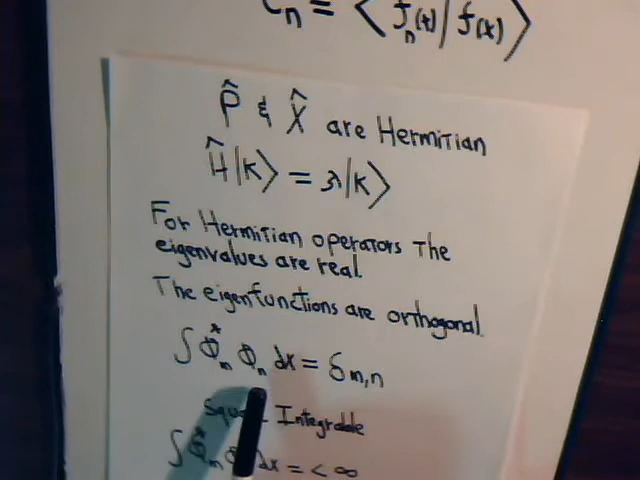 Cn = < fn(x) | f(x) >
P̂ & X̂ are Hermitian
Ĥ|K> = λ|K>
For Hermitian operators The
eigenvalues are real.
The eigenfunctions are orthogonal.
∫ Φ*m Φn dx = δm,n
Integrable
dx = < ∞